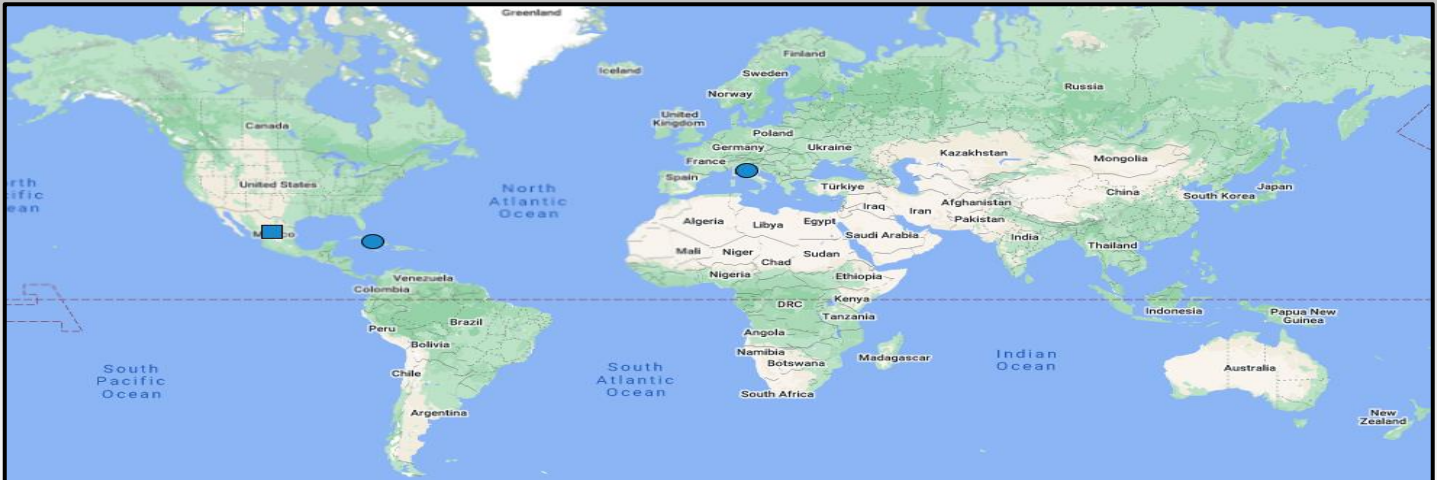 Greenland
Iceland
Finland
Sweden
Norway
Russia
United
Kingdom
Canada
Poland
Germany
Ukraine
France
Kazakhstan
Mongolia
Spain
United States
Türkiye
China
South Korea
Japan
North
Atlantic
Ocean
Iraq
Iran
Afghanistan
Pakistan
Algeria
Libya
Egypt
Saudi Arabia
India
Mali
Niger
Chad
Sudan
Thailand
Nigeria
Ethiopia
Venezuela
Colombia
DRC
Kenya
Tanzania
Indonesia
Papua New
Guinea
Peru
Brazil
Bolivia
Angola
Namibia
Botswana
Madagascar
Indian
Ocean
South
Pacific
Ocean
South
Atlantic
Ocean
Chile
Australia
South Africa
Argentina
New
Zealand